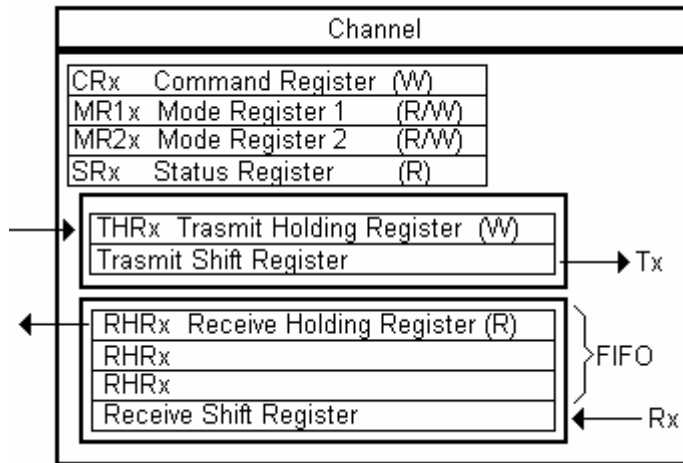 Channel
CRx Command Register (W)
MR1x Mode Register 1 (R/W)
MR2x Mode Register 2 (R/W)
SRx Status Register (R)
THRx Trasmit Holding Register (W)
Trasmit Shift Register
Tx
RHRx Receive Holding Register (R)
RHRx
RHRx
FIFO
Receive Shift Register
Rx